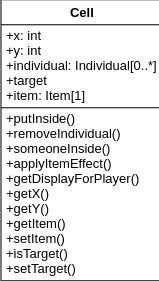 Cell
+x: int
+y: int
+individual: Individual[0..*]
+target
+item: Item[1]
+putInside()
+removeIndividual()
+someoneInside()
+applyItemEffect()
+getDisplayForPlayer()
+getX()
+getY()
+getItem()
+setItem()
+isTarget()
+setTarget()